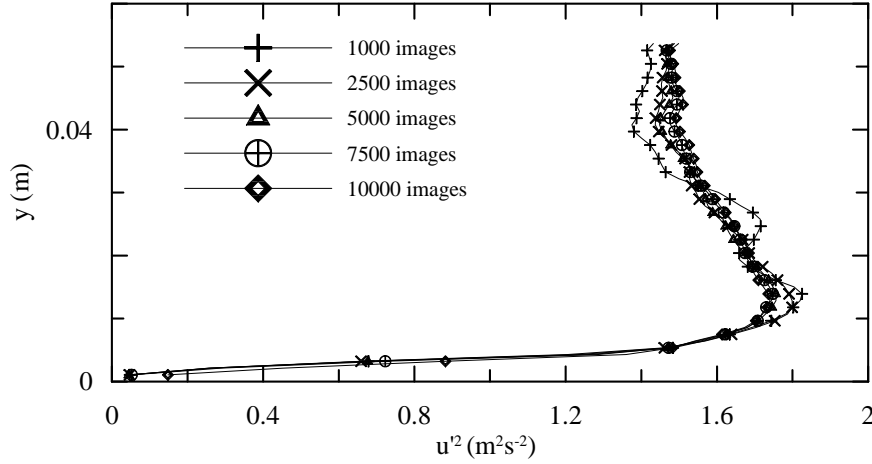 1000 images
2500 images
5000 images
7500 images
10000 images
0.04
y (m)
0
0 0.4 0.8 1.2 1.6 2
u'² (m²s⁻²)